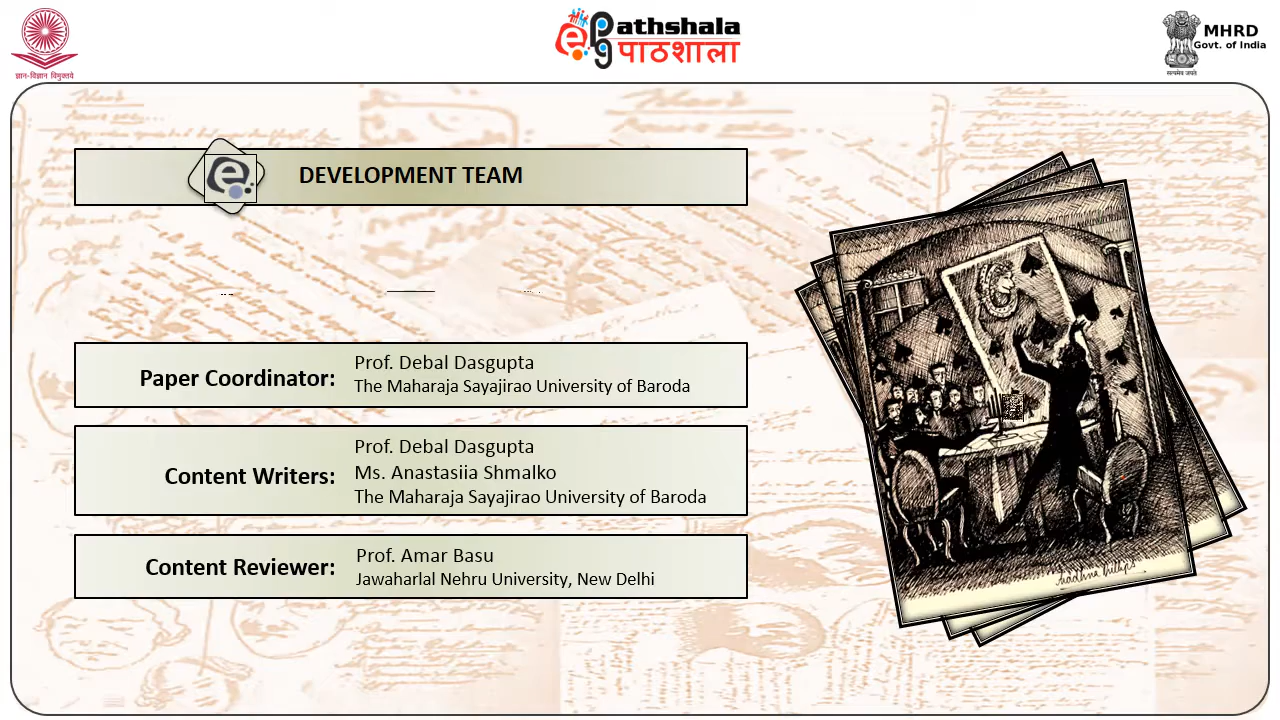 ज्ञान-विज्ञान विमुक्तये
ePathshala
पाठशाला
MHRD
Govt. of India
सत्यमेव जयते
DEVELOPMENT TEAM
Paper Coordinator:
Prof. Debal Dasgupta
The Maharaja Sayajirao University of Baroda
Content Writers:
Prof. Debal Dasgupta
Ms. Anastasiia Shmalko
The Maharaja Sayajirao University of Baroda
Content Reviewer:
Prof. Amar Basu
Jawaharlal Nehru University, New Delhi